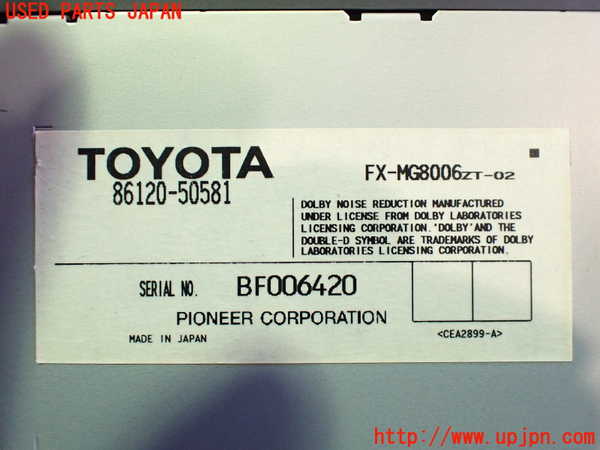 USED PARTS JAPAN
TOYOTA
86120-50581
FX-MG8006ZT-02
DOLBY NOISE REDUCTION MANUFACTURED
UNDER LICENSE FROM DOLBY LABORATORIES
LICENSING CORPORATION. 'DOLBY' AND THE
DOUBLE-D SYMBOL ARE TRADEMARKS OF DOLBY
LABORATORIES LICENSING CORPORATION.
SERIAL NO. BF006420
PIONEER CORPORATION
MADE IN JAPAN
<CEA2899-A>
http://www.upjpn.com/